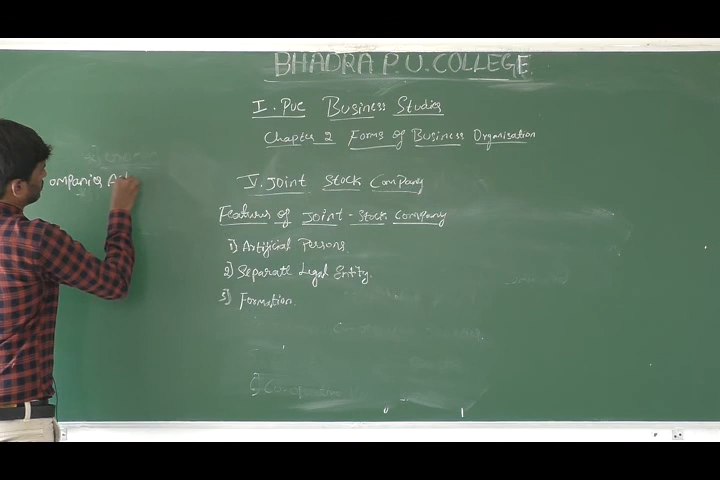 BHADRA P.U. COLLEGE
I. PUC Business Studies
Chapter 2 Forms of Business Organisation
V. Joint Stock Company
Features of Joint-Stock Company
1) Artificial Persons.
2) Separate Legal Entity.
3) Formation.
ompanies Act